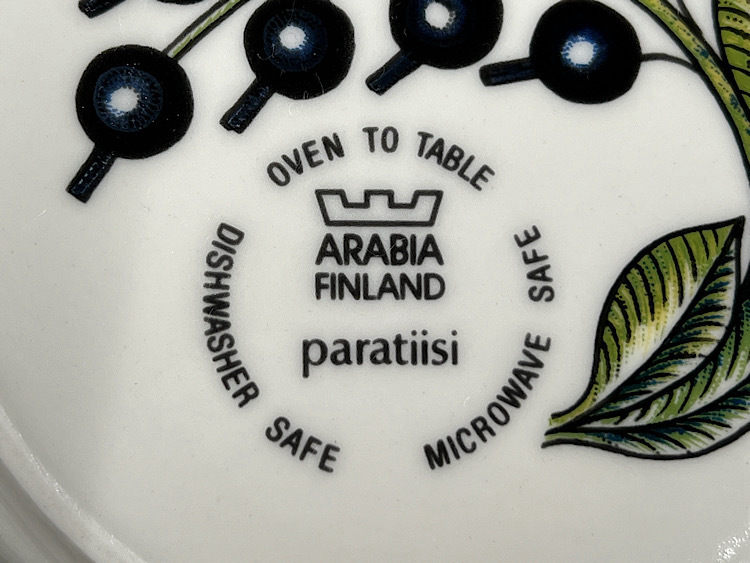 OVEN TO TABLE
ARABIA
FINLAND
paratiisi
DISHWASHER SAFE
MICROWAVE SAFE